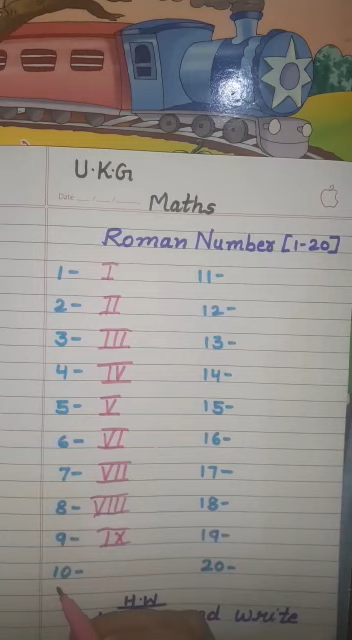 U.K.G
Date
Maths
Roman Number [1-20]
1- I 11-
2- II 12-
3- III 13-
4- IV 14-
5- V 15-
6- VI 16-
7- VII 17-
8- VIII 18-
9- IX 19-
10- 20-
H.W
write